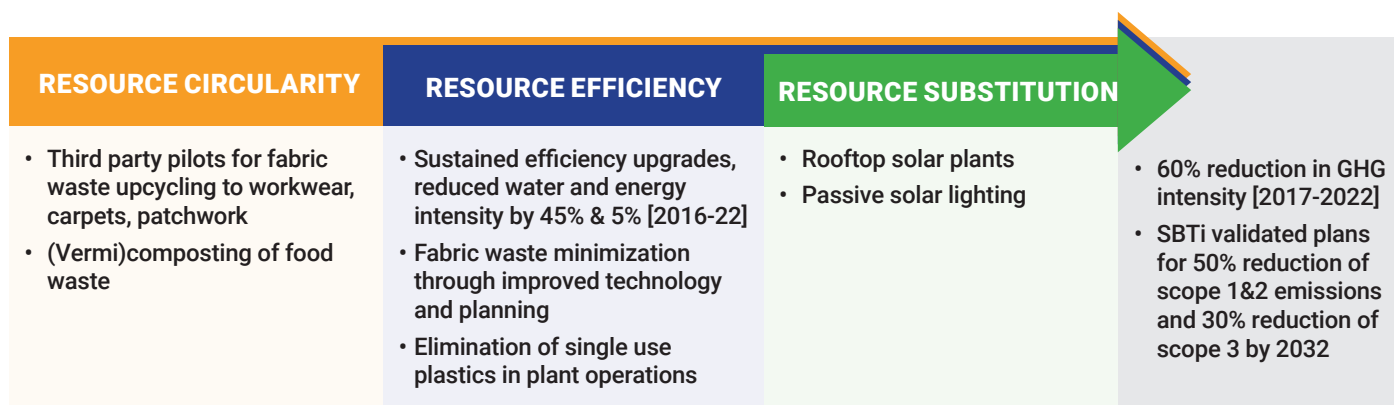 RESOURCE CIRCULARITY
• Third party pilots for fabric
waste upcycling to workwear,
carpets, patchwork
• (Vermi)composting of food
waste
RESOURCE EFFICIENCY
• Sustained efficiency upgrades,
reduced water and energy
intensity by 45% & 5% [2016-22]
• Fabric waste minimization
through improved technology
and planning
• Elimination of single use
plastics in plant operations
RESOURCE SUBSTITUTION
• Rooftop solar plants
• Passive solar lighting
• 60% reduction in GHG
intensity [2017-2022]
• SBTi validated plans
for 50% reduction of
scope 1&2 emissions
and 30% reduction of
scope 3 by 2032